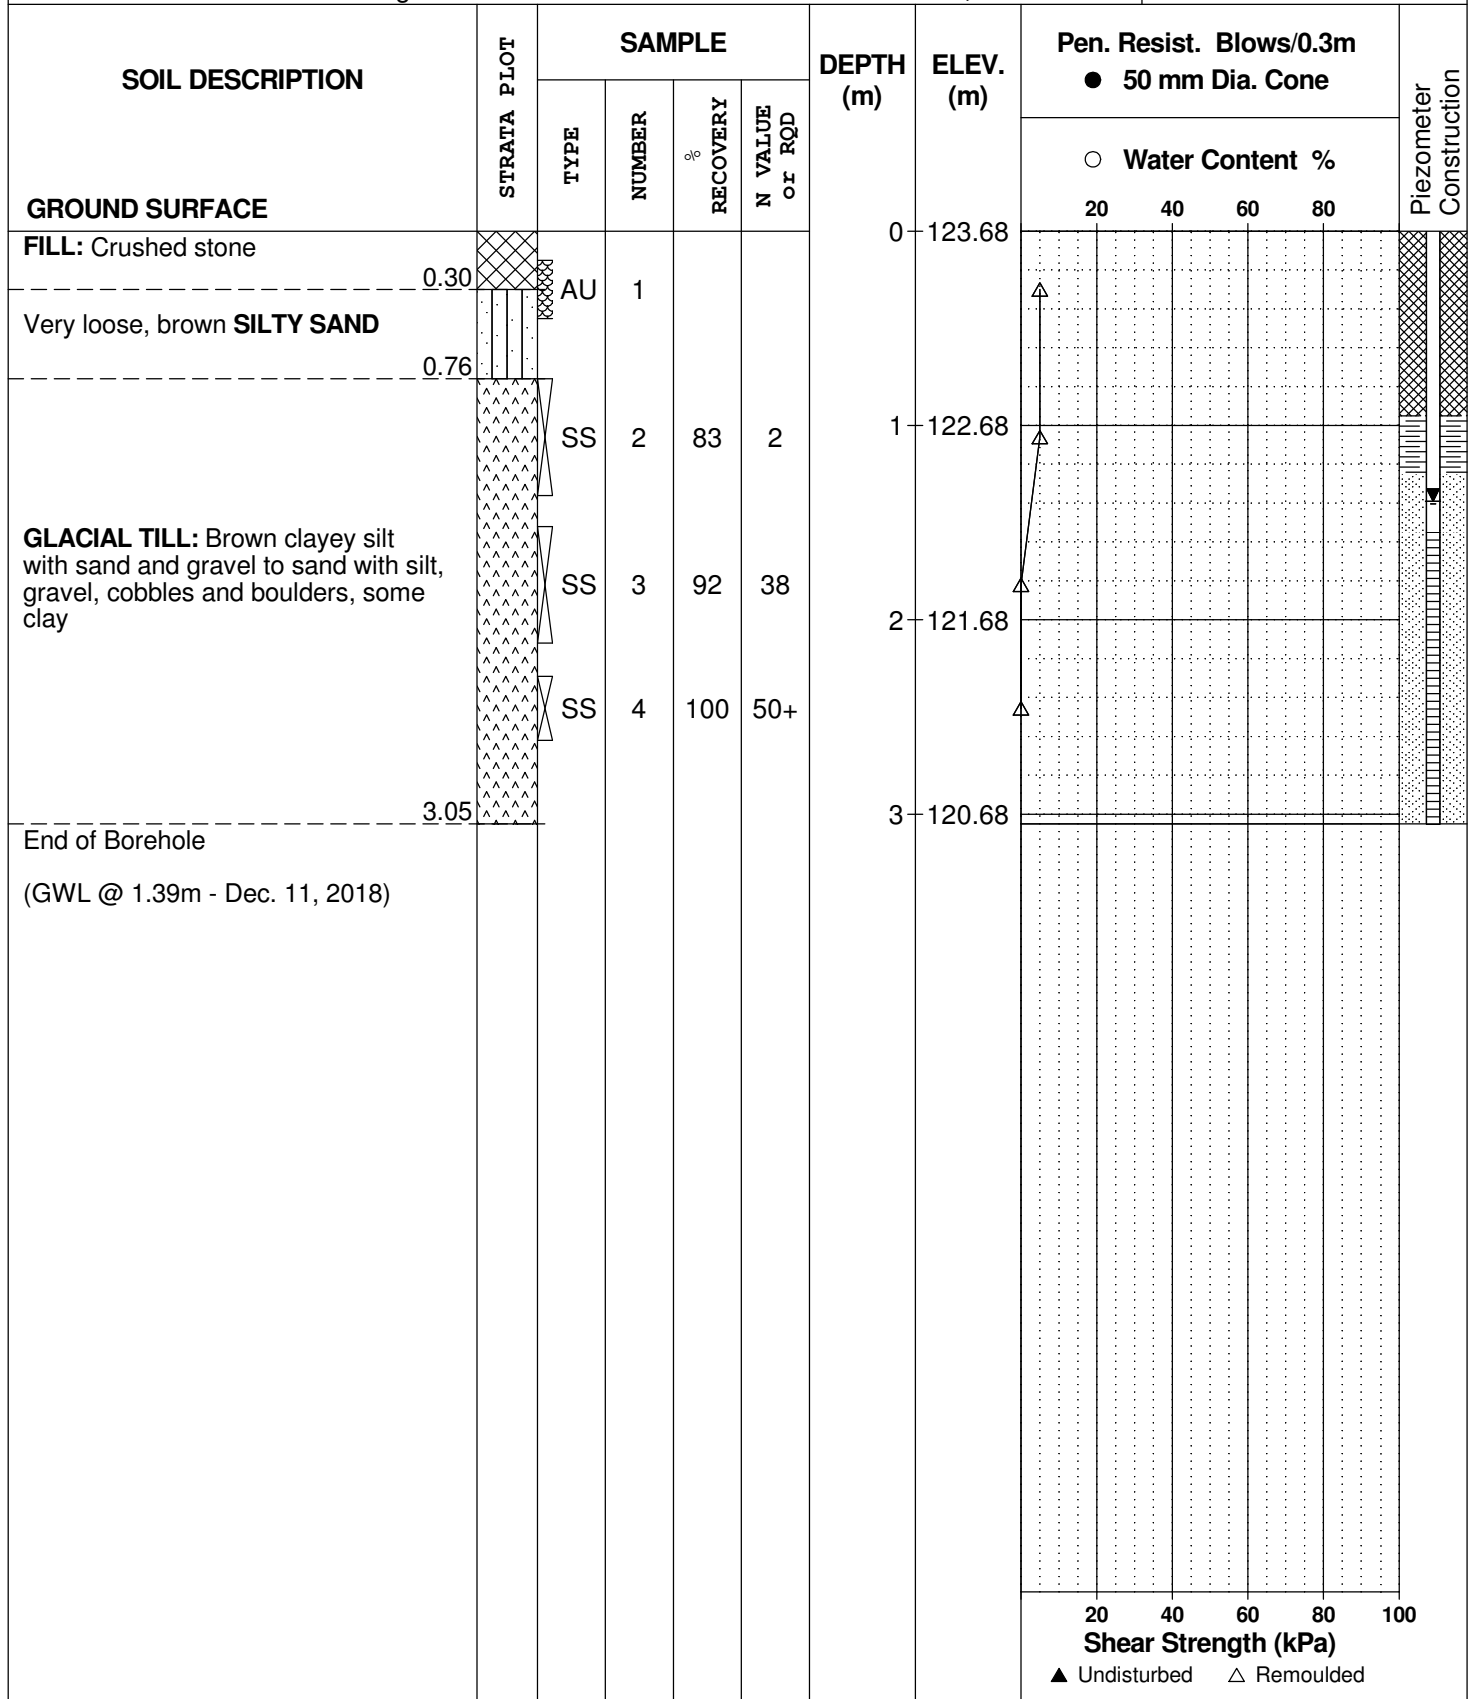 SOIL DESCRIPTION
GROUND SURFACE
STRATA PLOT
SAMPLE
TYPE
NUMBER
%
RECOVERY
N VALUE
or RQD
DEPTH
(m)
ELEV.
(m)
Pen. Resist. Blows/0.3m
● 50 mm Dia. Cone
○ Water Content %
20 40 60 80
Piezometer
Construction
0 123.68
FILL: Crushed stone
0.30
AU 1
Very loose, brown SILTY SAND
0.76
1 122.68
SS 2 83 2
GLACIAL TILL: Brown clayey silt
with sand and gravel to sand with silt,
gravel, cobbles and boulders, some
clay
SS 3 92 38
2 121.68
SS 4 100 50+
3.05
3 120.68
End of Borehole
(GWL @ 1.39m - Dec. 11, 2018)
20 40 60 80 100
Shear Strength (kPa)
▲ Undisturbed △ Remoulded